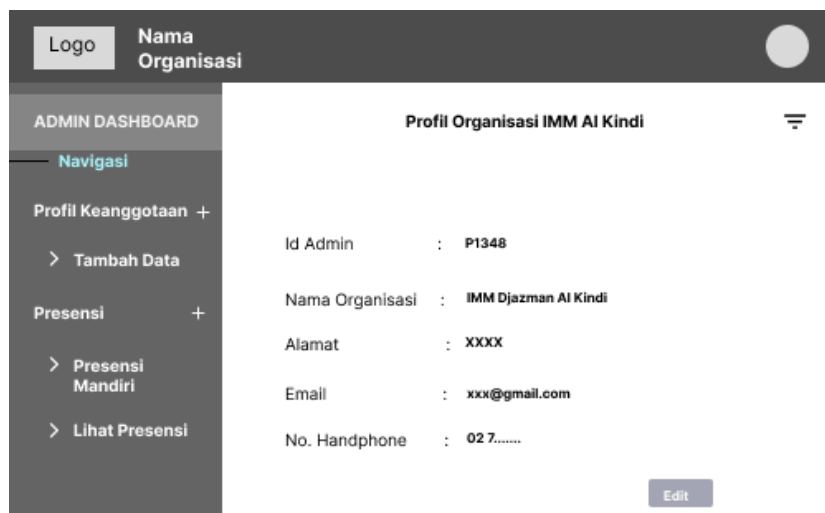 Logo
Nama
Organisasi
ADMIN DASHBOARD
Navigasi
Profil Keanggotaan +
> Tambah Data
Presensi +
> Presensi
Mandiri
> Lihat Presensi
Profil Organisasi IMM Al Kindi
Id Admin : P1348
Nama Organisasi : IMM Djazman Al Kindi
Alamat : XXXX
Email : xxx@gmail.com
No. Handphone : 02 7.......
Edit